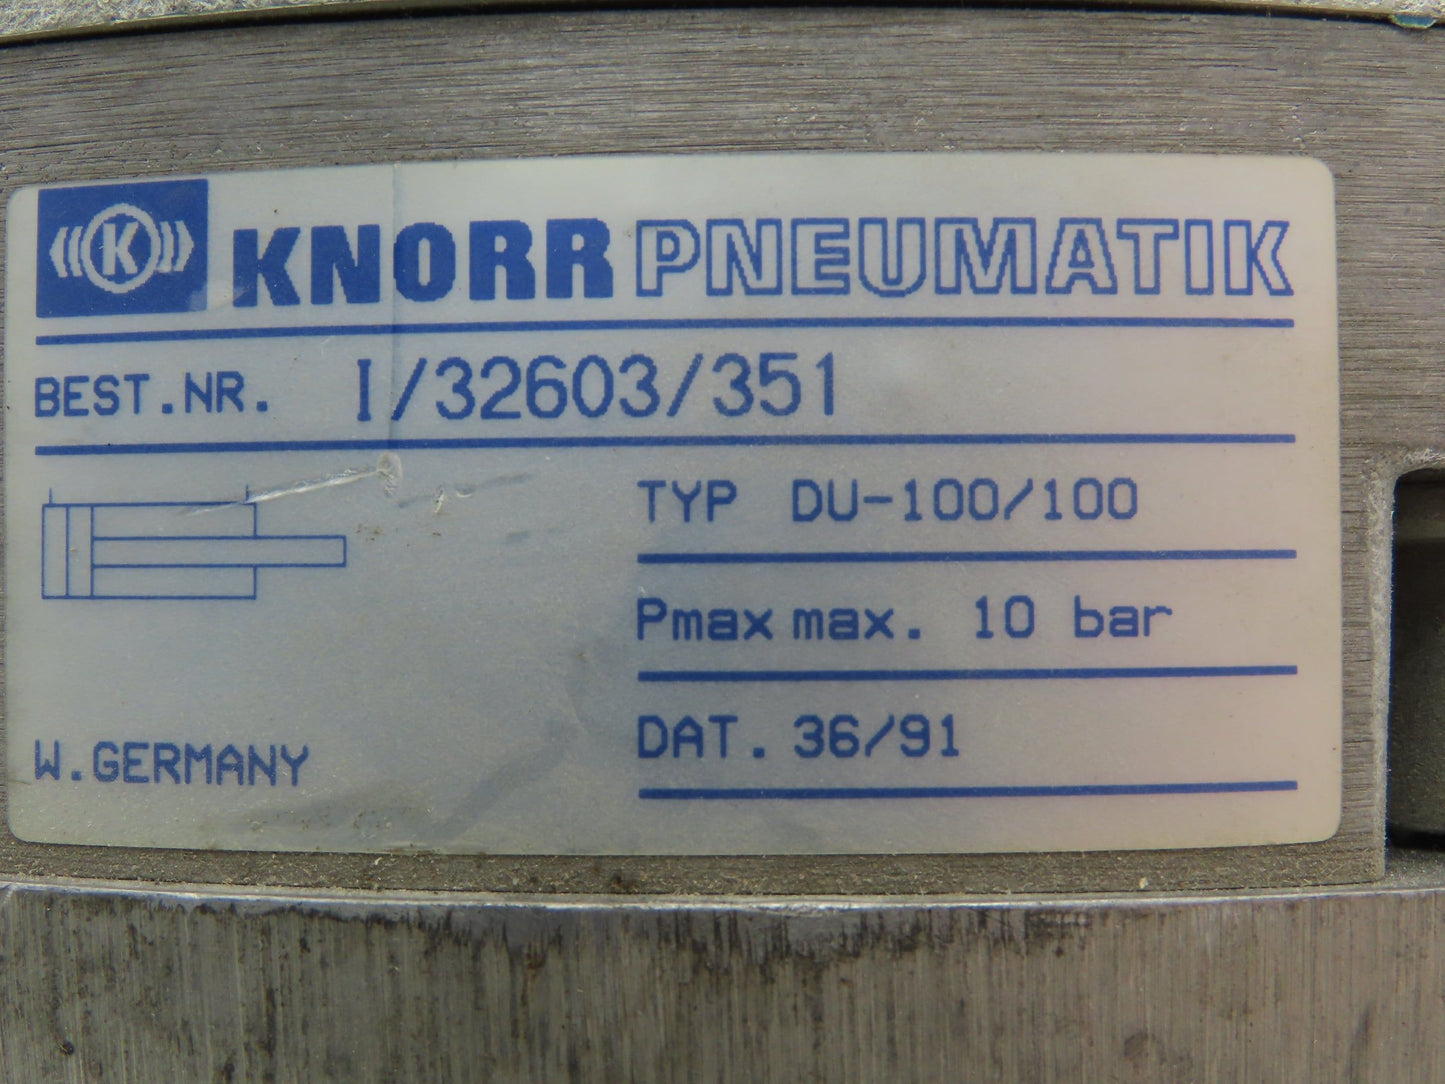 K KNORR PNEUMATIK
BEST.NR. I/32603/351
TYP DU-100/100
Pmax max. 10 bar
DAT. 36/91
W.GERMANY